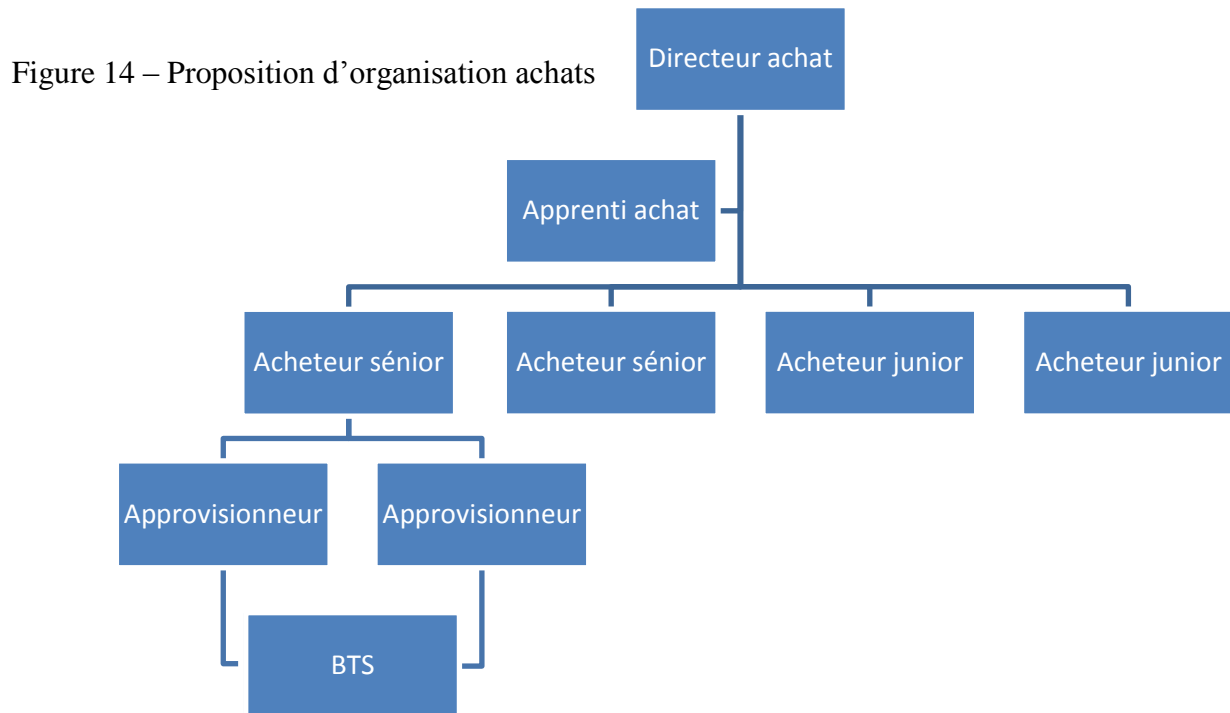 Directeur achat
Figure 14 – Proposition d’organisation achats
Apprenti achat
Acheteur sénior
Acheteur sénior
Acheteur junior
Acheteur junior
Approvisionneur
Approvisionneur
BTS